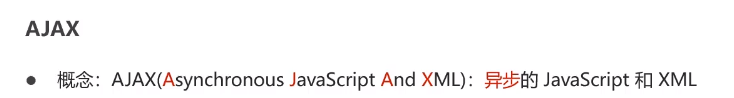 AJAX
● 概念：AJAX(Asynchronous JavaScript And XML)：异步的 JavaScript 和 XML